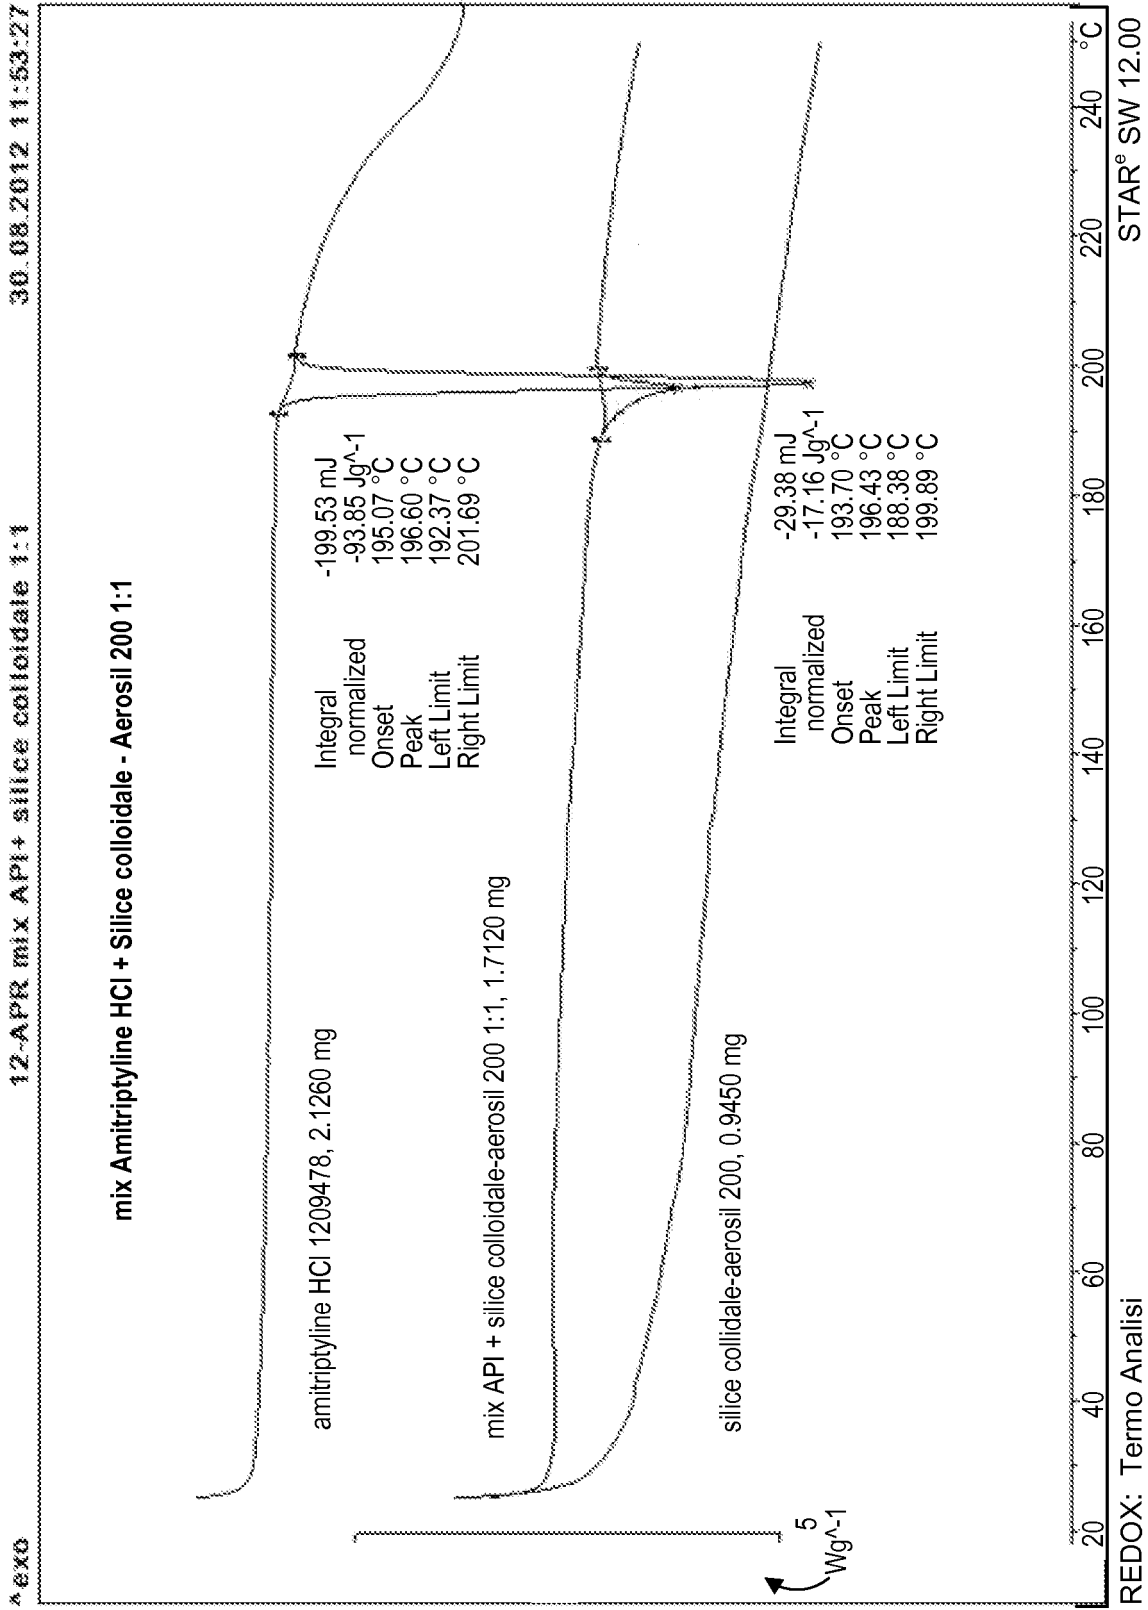 ^exo
12-APR mix API+ silice colloidale 1:1
30.08.2012 11:53:27
mix Amitriptyline HCl + Silice colloidale - Aerosil 200 1:1
amitriptyline HCl 1209478, 2.1260 mg
Integral -199.53 mJ
normalized -93.85 Jg^-1
Onset 195.07 °C
Peak 196.60 °C
Left Limit 192.37 °C
Right Limit 201.69 °C
mix API + silice colloidale-aerosil 200 1:1, 1.7120 mg
silice collidale-aerosil 200, 0.9450 mg
Integral -29.38 mJ
normalized -17.16 Jg^-1
Onset 193.70 °C
Peak 196.43 °C
Left Limit 188.38 °C
Right Limit 199.89 °C
5
Wg^-1
20 40 60 80 100 120 140 160 180 200 220 240 °C
REDOX: Termo Analisi
STARe SW 12.00